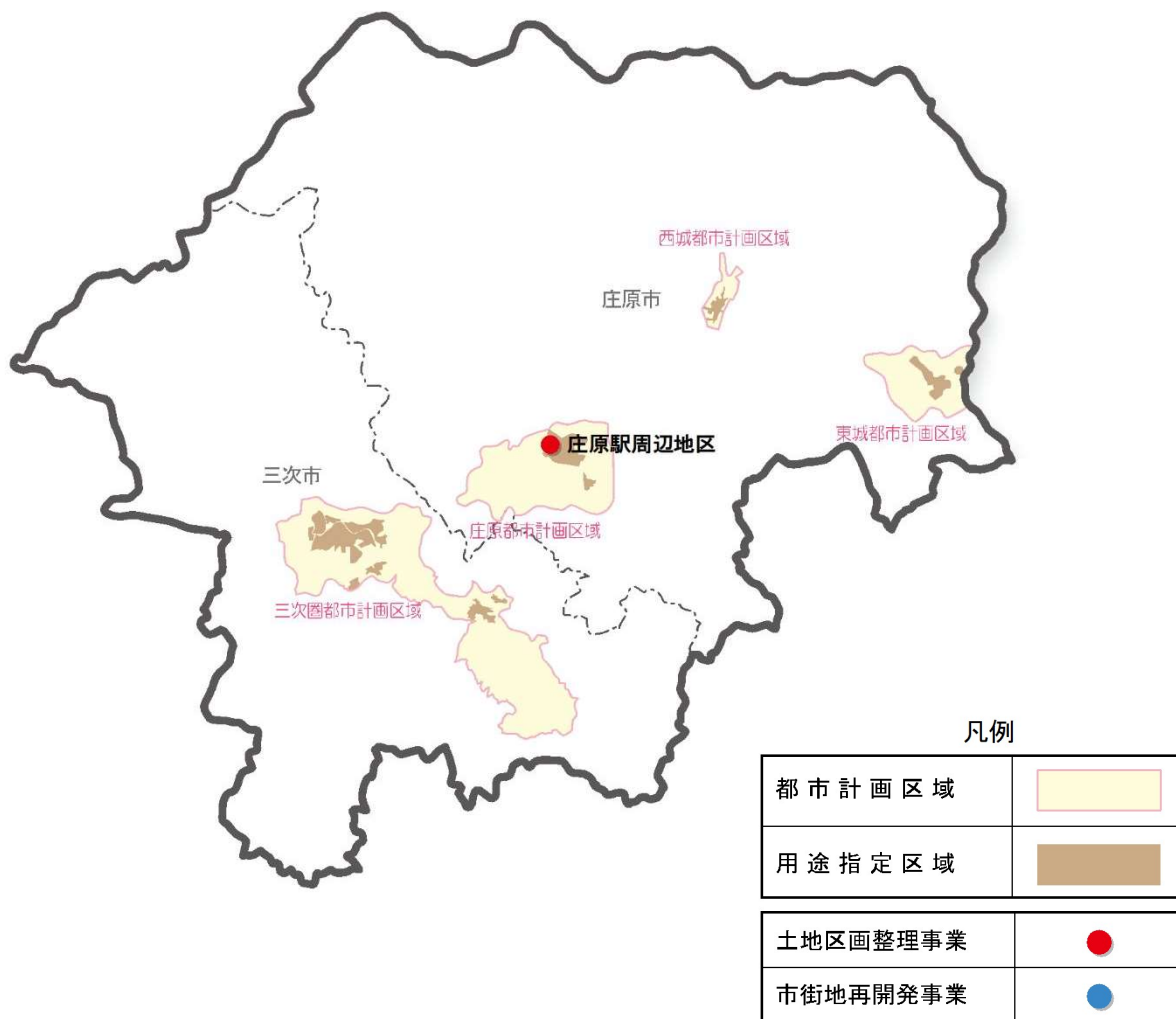 西城都市計画区域
庄原市
東城都市計画区域
庄原駅周辺地区
三次市
庄原都市計画区域
三次圏都市計画区域
凡例
都市計画区域
用途指定区域
土地区画整理事業
市街地再開発事業